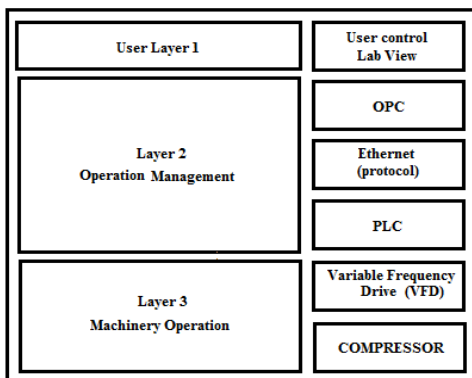 User Layer 1
User control
Lab View
Layer 2
Operation Management
OPC
Ethernet
(protocol)
PLC
Layer 3
Machinery Operation
Variable Frequency
Drive (VFD)
COMPRESSOR